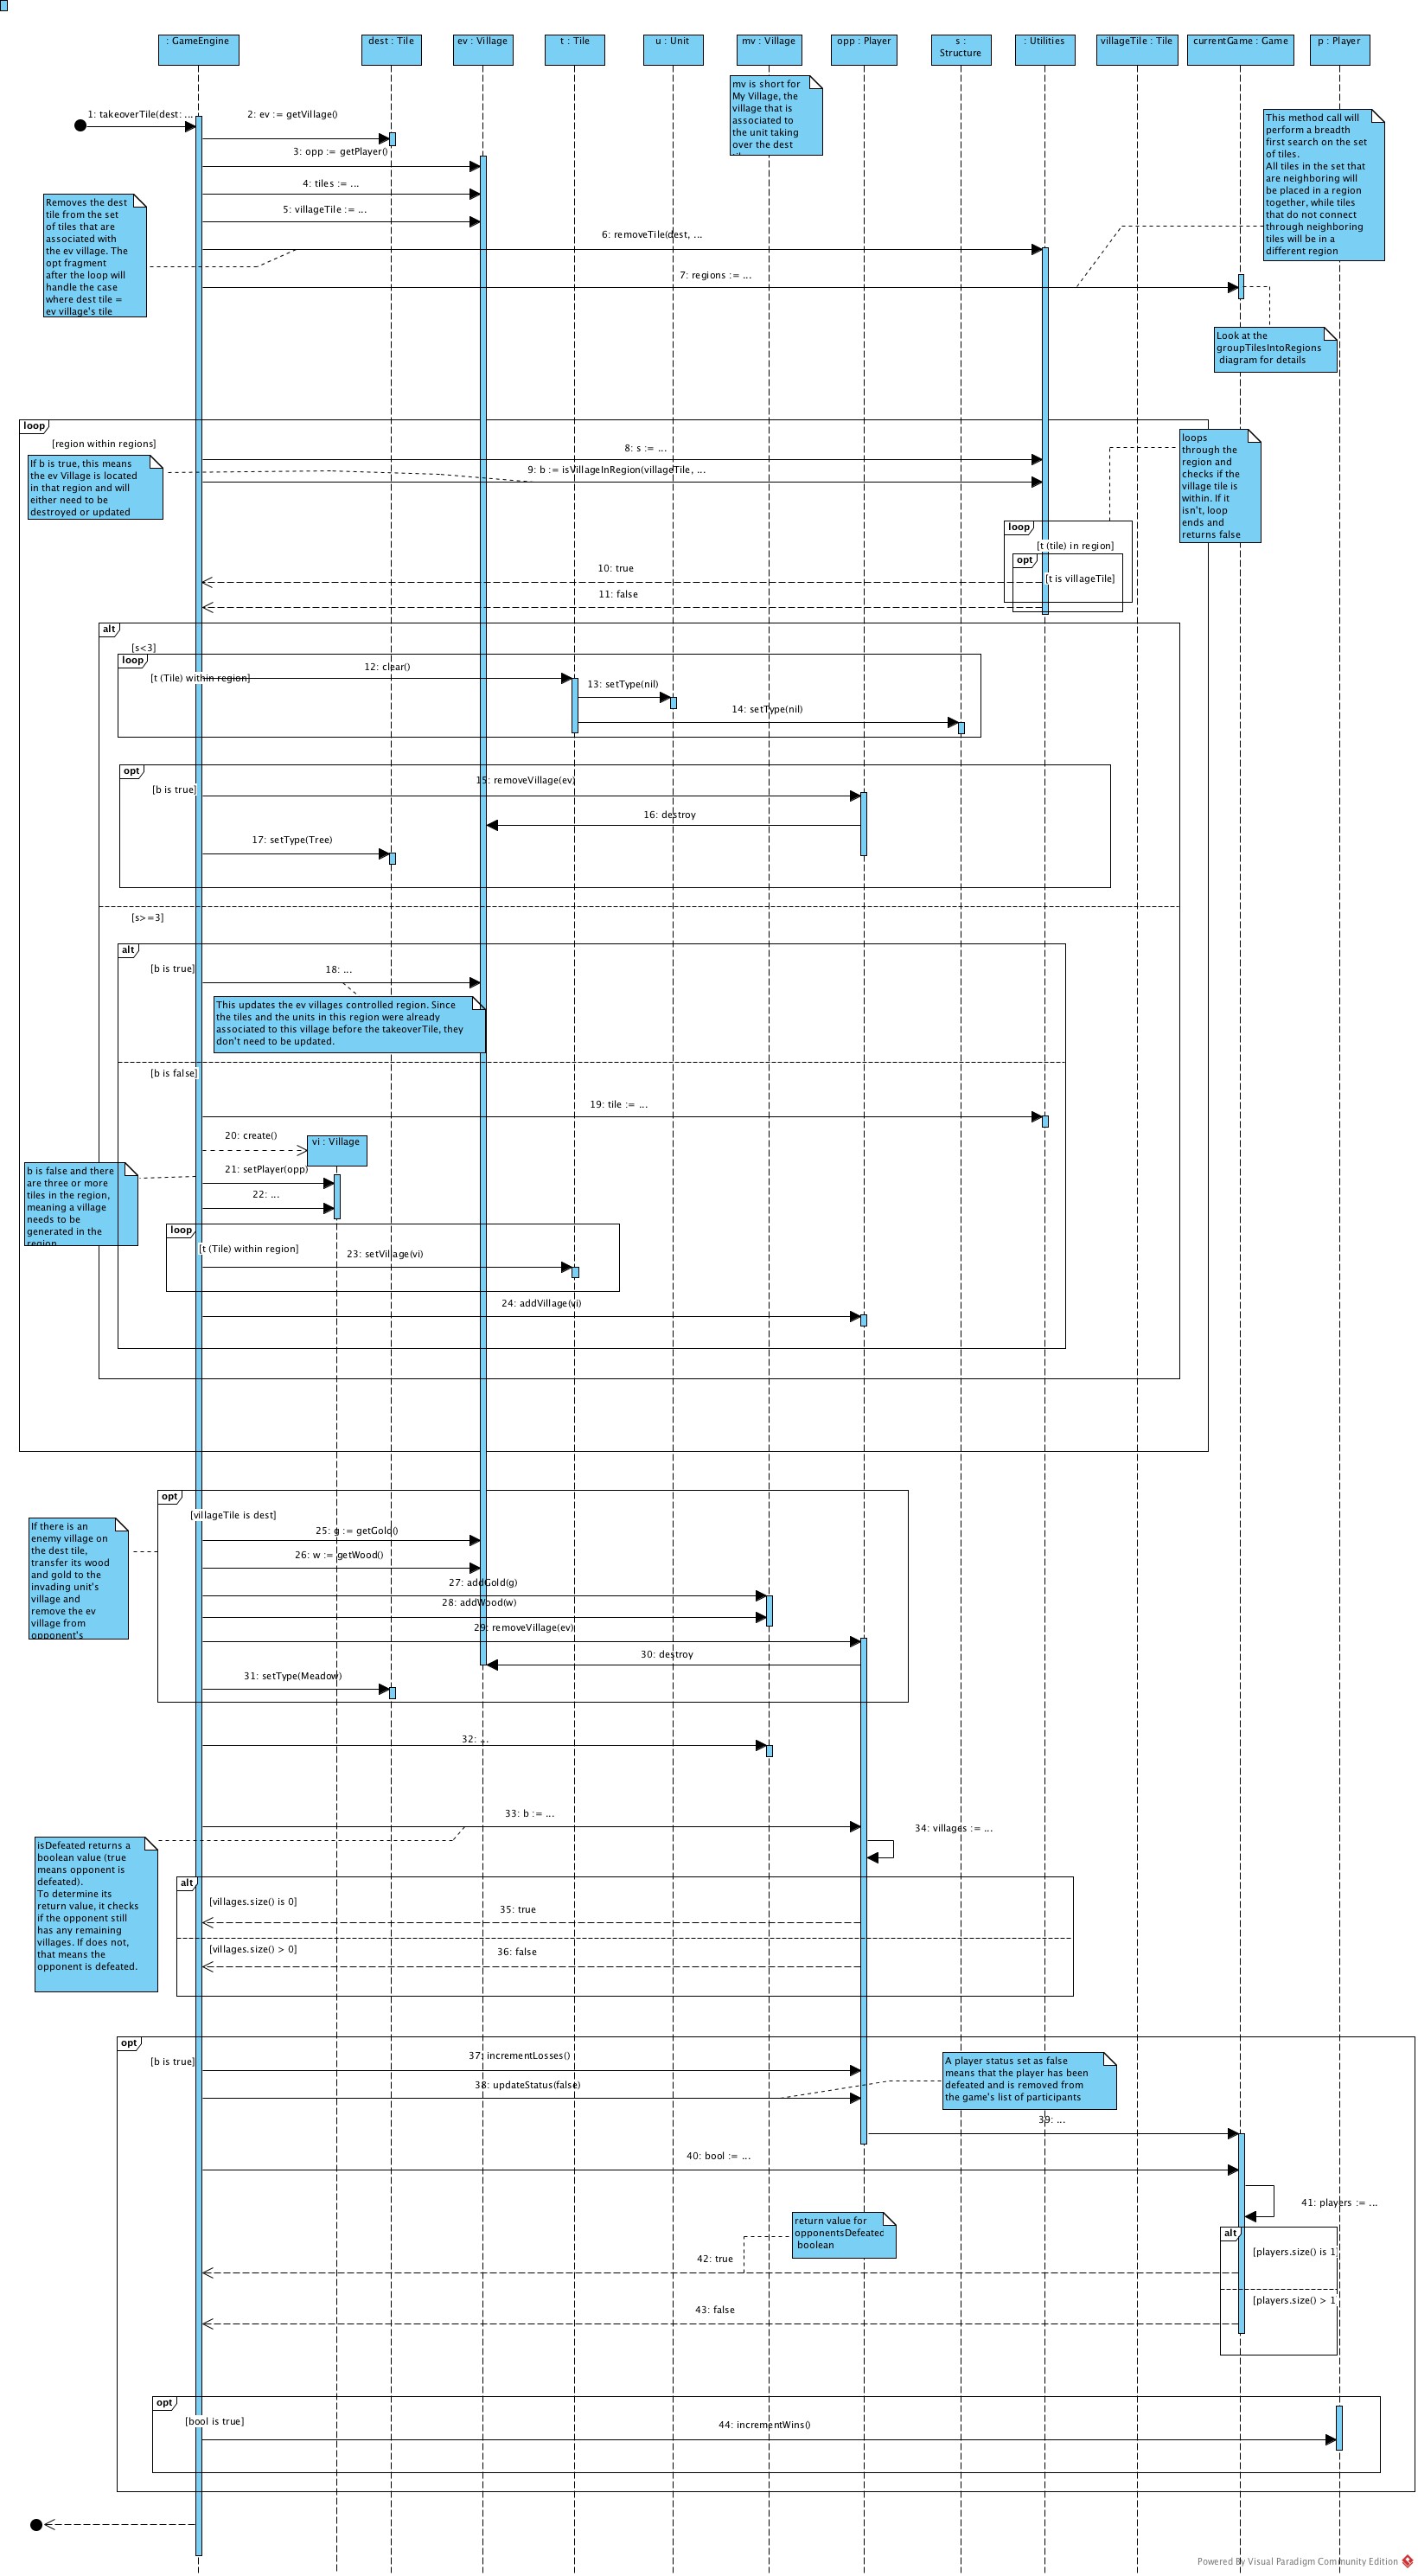 : GameEngine
dest : Tile
ev : Village
t : Tile
u : Unit
mv : Village
opp : Player
s :
Structure
: Utilities
villageTile : Tile
currentGame : Game
p : Player
mv is short for
My Village, the
village that is
associated to
the unit taking
over the dest
1: takeoverTile(dest: ...
2: ev := getVillage()
3: opp := getPlayer()
4: tiles := ...
5: villageTile := ...
6: removeTile(dest, ...
7: regions := ...
This method call will
perform a breadth
first search on the set
of tiles.
All tiles in the set that
are neighboring will
be placed in a region
together, while tiles
that do not connect
through neighboring
tiles will be in a
different region
Removes the dest
tile from the set
of tiles that are
associated with
the ev village. The
opt fragment
after the loop will
handle the case
where dest tile =
ev village's tile
Look at the
groupTilesIntoRegions
diagram for details
loop
[region within regions]
8: s := ...
9: b := isVillageInRegion(villageTile, ...
If b is true, this means
the ev Village is located
in that region and will
either need to be
destroyed or updated
loops
through the
region and
checks if the
village tile is
within. If it
isn't, loop
ends and
returns false
loop
[t (tile) in region]
opt
[t is villageTile]
10: true
11: false
alt
[s<3]
loop
[t (Tile) within region]
12: clear()
13: setType(nil)
14: setType(nil)
opt
[b is true]
15: removeVillage(ev)
16: destroy
17: setType(Tree)
[s>=3]
alt
[b is true]
18: ...
This updates the ev villages controlled region. Since
the tiles and the units in this region were already
associated to this village before the takeoverTile, they
don't need to be updated.
[b is false]
19: tile := ...
20: create()
vi : Village
21: setPlayer(opp)
22: ...
b is false and there
are three or more
tiles in the region,
meaning a village
needs to be
generated in the
region
loop
[t (Tile) within region]
23: setVillage(vi)
24: addVillage(vi)
opt
[villageTile is dest]
If there is an
enemy village on
the dest tile,
transfer its wood
and gold to the
invading unit's
village and
remove the ev
village from
opponent's
25: g := getGold()
26: w := getWood()
27: addGold(g)
28: addWood(w)
29: removeVillage(ev)
30: destroy
31: setType(Meadow)
32: ...
33: b := ...
34: villages := ...
isDefeated returns a
boolean value (true
means opponent is
defeated).
To determine its
return value, it checks
if the opponent still
has any remaining
villages. If does not,
that means the
opponent is defeated.
alt
[villages.size() is 0]
35: true
[villages.size() > 0]
36: false
opt
[b is true]
37: incrementLosses()
38: updateStatus(false)
A player status set as false
means that the player has been
defeated and is removed from
the game's list of participants
39: ...
40: bool := ...
41: players := ...
return value for
opponentsDefeated
boolean
alt
[players.size() is 1]
42: true
[players.size() > 1
43: false
opt
[bool is true]
44: incrementWins()
Powered By Visual Paradigm Community Edition